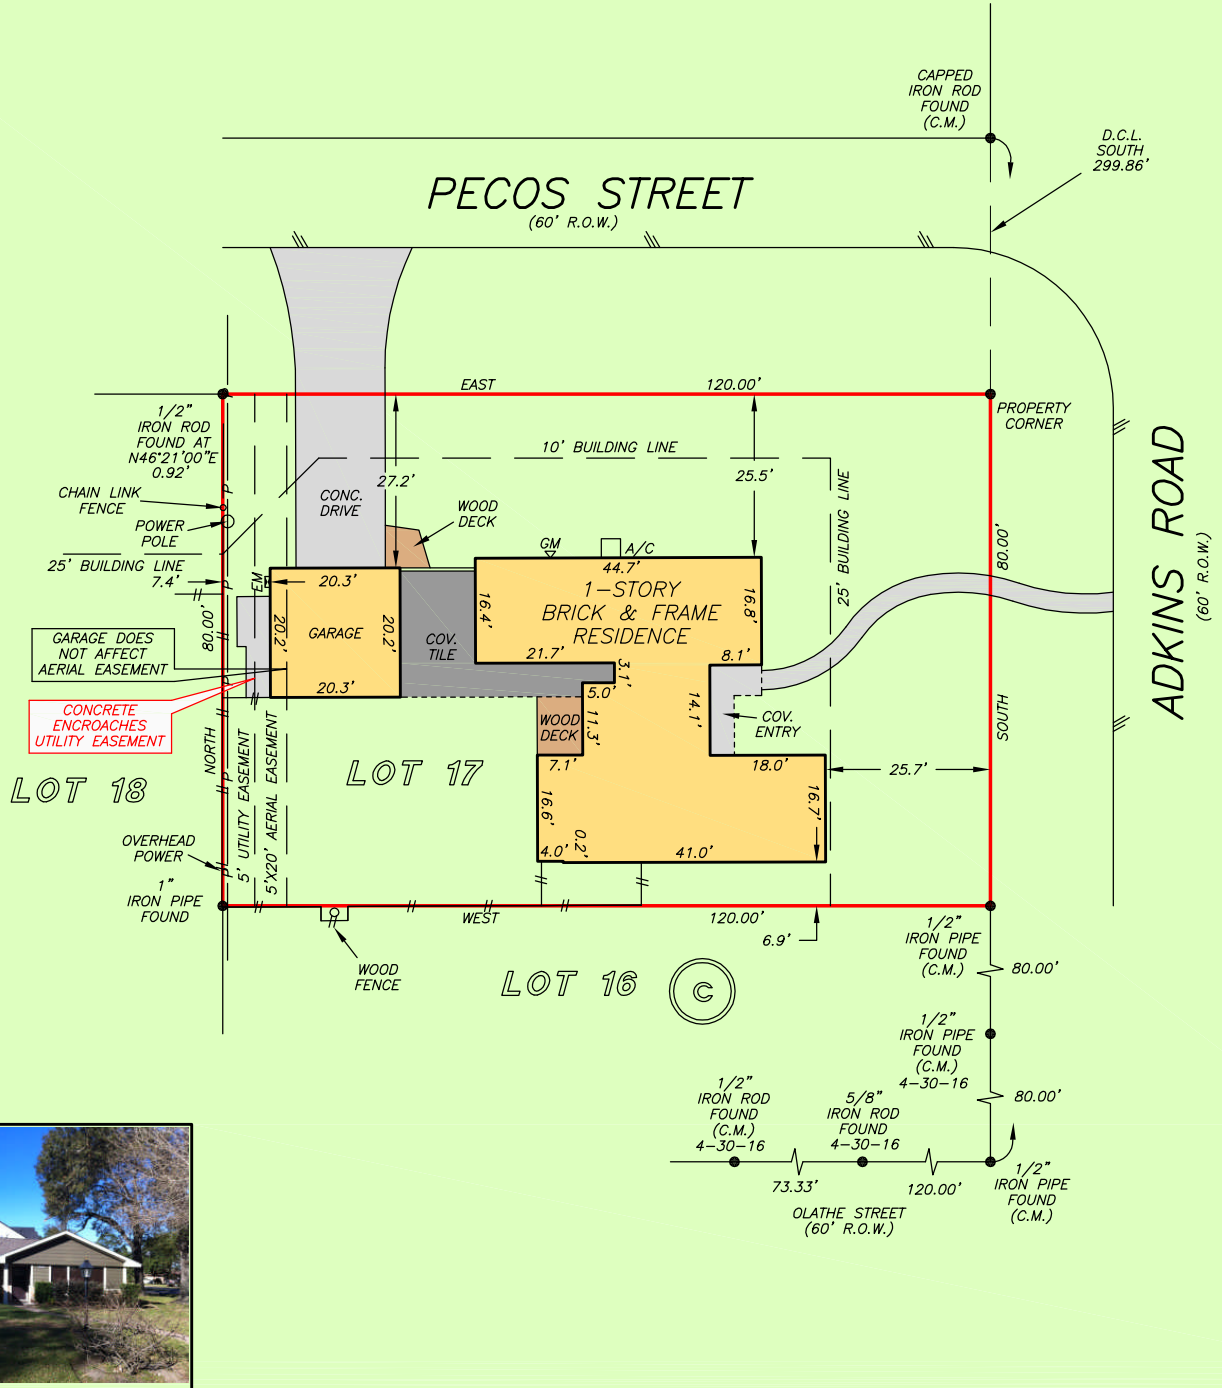 CAPPED
IRON ROD
FOUND
(C.M.)
D.C.L.
SOUTH
299.86'
PECOS STREET
(60' R.O.W.)
EAST
120.00'
1/2"
IRON ROD
FOUND AT
N46°21'00"E
0.92'
PROPERTY
CORNER
10' BUILDING LINE
27.2'
25.5'
CONC.
DRIVE
WOOD
DECK
CHAIN LINK
FENCE
POWER
POLE
25' BUILDING LINE
25' BUILDING LINE
80.00'
ADKINS ROAD
(60' R.O.W.)
GM
A/C
44.7'
7.4'
EM
20.3'
1-STORY
BRICK & FRAME
RESIDENCE
16.4'
16.8'
80.00'
GARAGE DOES
NOT AFFECT
AERIAL EASEMENT
20.2'
GARAGE
20.2'
COV.
TILE
21.7'
3.1'
8.1'
20.3'
5.0'
CONCRETE
ENCROACHES
UTILITY EASEMENT
WOOD
DECK
11.3'
14.1'
COV.
ENTRY
SOUTH
NORTH
LOT 18
LOT 17
7.1'
18.0'
25.7'
5' UTILITY EASEMENT
5'X20' AERIAL EASEMENT
16.6'
16.7'
0.2'
4.0'
41.0'
OVERHEAD
POWER
P
P
P
P
P
P
1"
IRON PIPE
FOUND
WEST
120.00'
6.9'
1/2"
IRON PIPE
FOUND
(C.M.)
80.00'
WOOD
FENCE
LOT 16
C
1/2"
IRON PIPE
FOUND
(C.M.)
4-30-16
80.00'
1/2"
IRON ROD
FOUND
(C.M.)
4-30-16
5/8"
IRON ROD
FOUND
4-30-16
73.33'
120.00'
1/2"
IRON PIPE
FOUND
(C.M.)
OLATHE STREET
(60' R.O.W.)